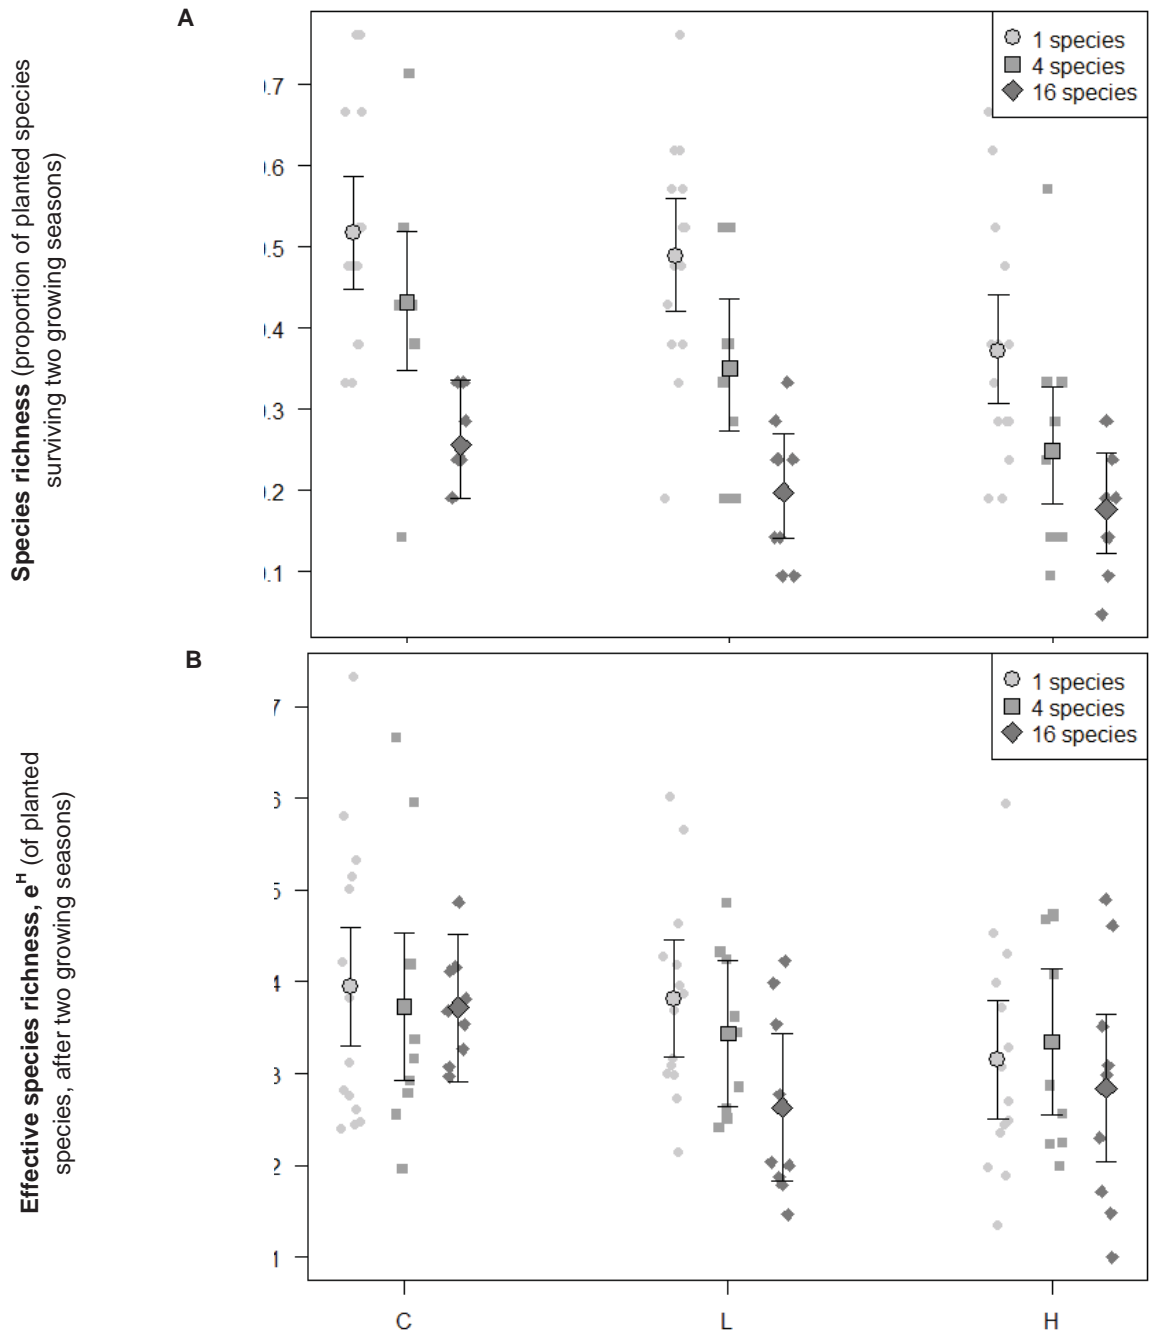 A
Species richness (proportion of planted species
surviving two growing seasons)
.7
.6
.5
.4
.3
.2
.1
1 species
4 species
16 species
B
Effective species richness, e^H (of planted
species, after two growing seasons)
7
6
5
4
3
2
1
1 species
4 species
16 species
C
L
H